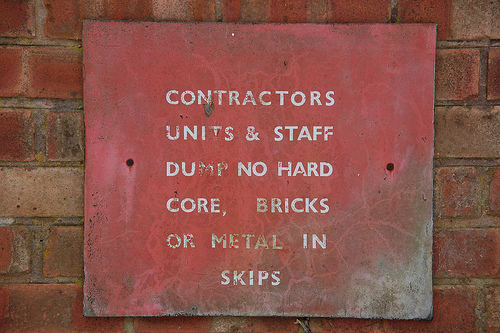 CONTRACTORS
UNITS & STAFF
DUMP NO HARD
CORE, BRICKS
OR METAL IN
SKIPS